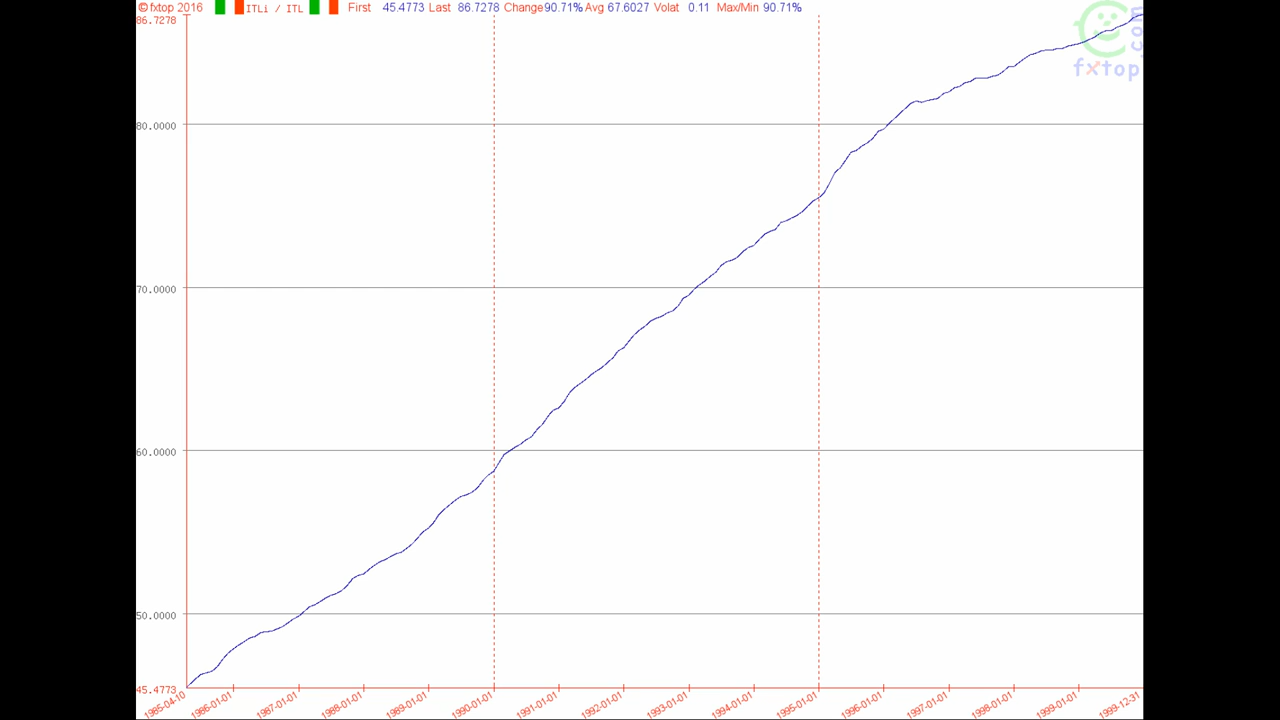 ©fxtop 2016 ITLi / ITL First 45.4773 Last 86.7278 Change 90.71% Avg 67.6027 Volat 0.11 Max/Min 90.71%
86.7278
fxtop
.com
80.0000
70.0000
60.0000
50.0000
45.4773
1985-04-10 1986-01-01 1987-01-01 1988-01-01 1989-01-01 1990-01-01 1991-01-01 1992-01-01 1993-01-01 1994-01-01 1995-01-01 1996-01-01 1997-01-01 1998-01-01 1999-01-01 1999-12-31